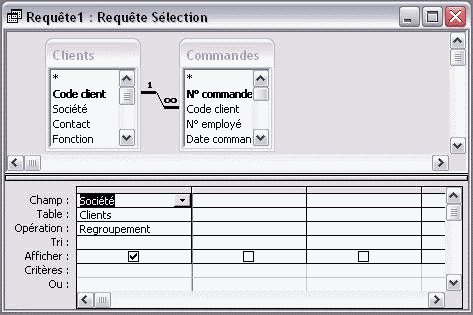 Requête1 : Requête Sélection
Clients
*
Code client
Société
Contact
Fonction
1
∞
Commandes
*
N° commande
Code client
N° employé
Date comman
Champ : Société
Table : Clients
Opération : Regroupement
Tri :
Afficher :
Critères :
Ou :